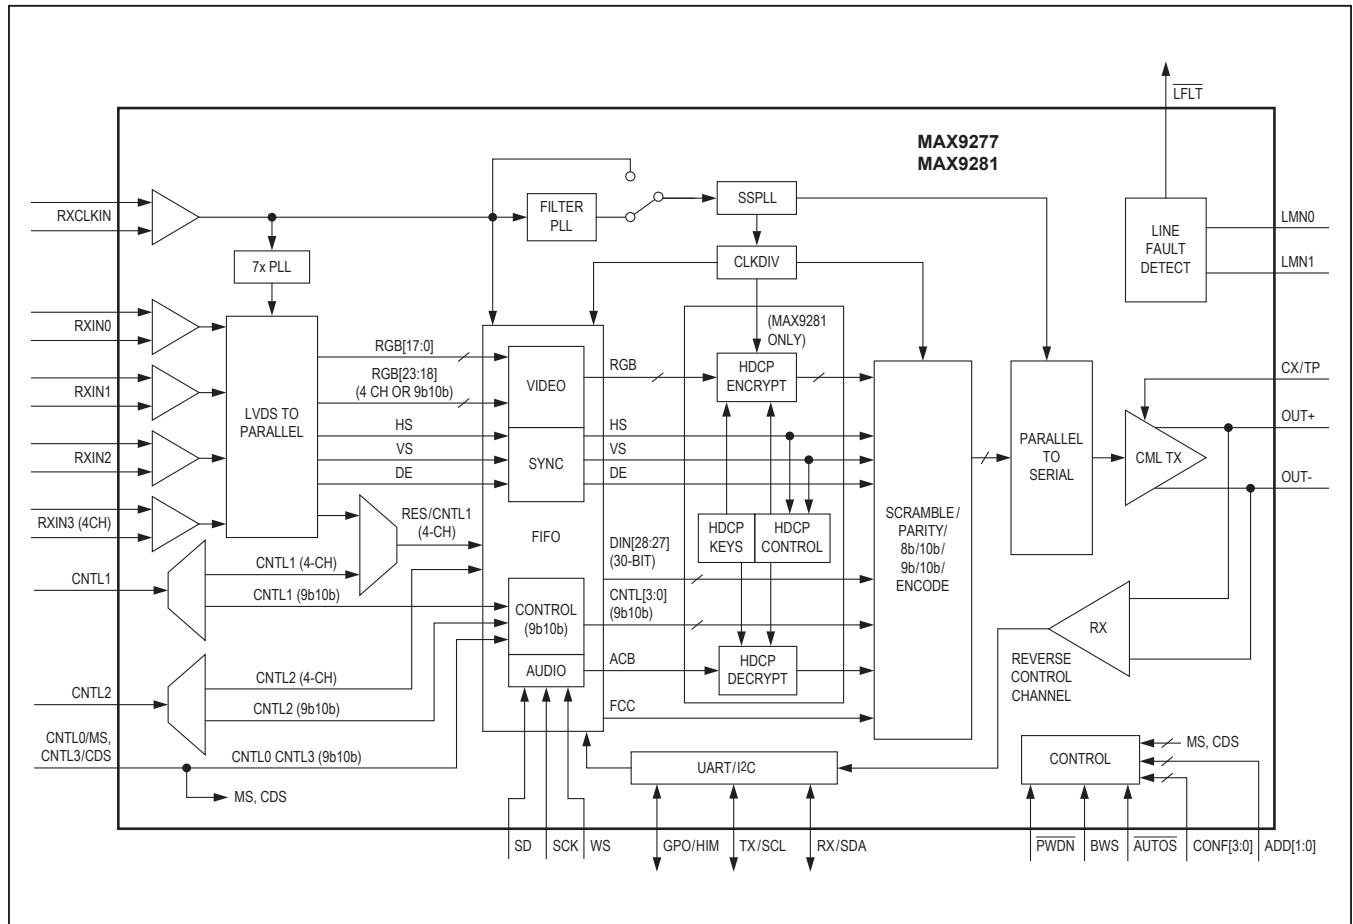 LFLT
MAX9277
MAX9281
RXCLKIN
FILTER
PLL
SSPLL
LMN0
LINE
FAULT
DETECT
7x PLL
CLKDIV
LMN1
RXIN0
(MAX9281
ONLY)
RGB[17:0]
RGB
HDCP
ENCRYPT
RGB[23:18]
(4 CH OR 9b10b)
VIDEO
CX/TP
RXIN1
LVDS TO
PARALLEL
HS
HS
OUT+
VS
SYNC
VS
PARALLEL
TO
SERIAL
CML TX
RXIN2
DE
DE
OUT-
RXIN3 (4CH)
RES/CNTL1
(4-CH)
FIFO
HDCP
KEYS
HDCP
CONTROL
SCRAMBLE/
PARITY/
8b/10b/
9b/10b/
ENCODE
DIN[28:27]
(30-BIT)
CNTL1
CNTL1 (4-CH)
CNTL1 (9b10b)
CONTROL
(9b10b)
CNTL[3:0]
(9b10b)
RX
AUDIO
ACB
HDCP
DECRYPT
REVERSE
CONTROL
CHANNEL
CNTL2
CNTL2 (4-CH)
CNTL2 (9b10b)
FCC
CNTL0/MS,
CNTL3/CDS
CNTL0 CNTL3 (9b10b)
UART/I2C
CONTROL
MS, CDS
MS, CDS
SD
SCK
WS
GPO/HIM
TX/SCL
RX/SDA
PWDN
BWS
AUTOS
CONF[3:0]
ADD[1:0]